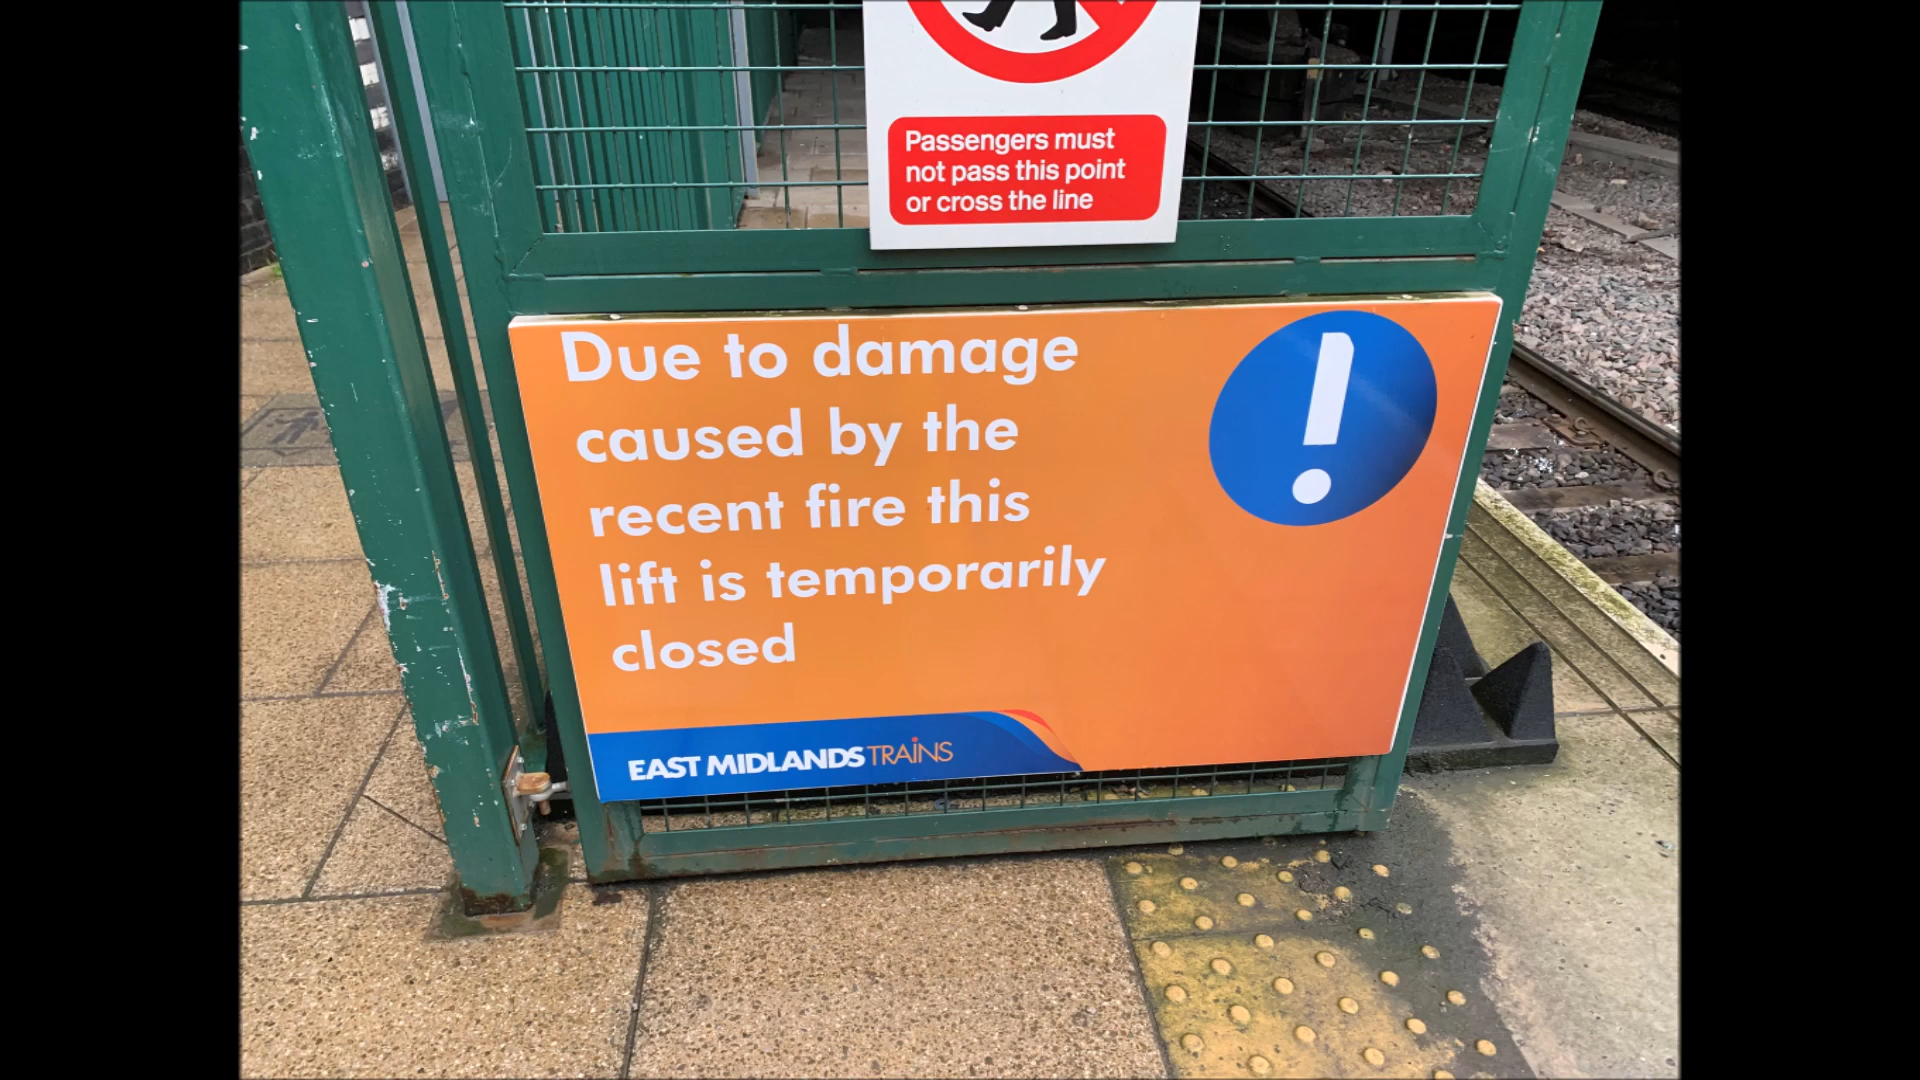 Passengers must
not pass this point
or cross the line
Due to damage
caused by the
recent fire this
lift is temporarily
closed
EAST MIDLANDS TRAINS